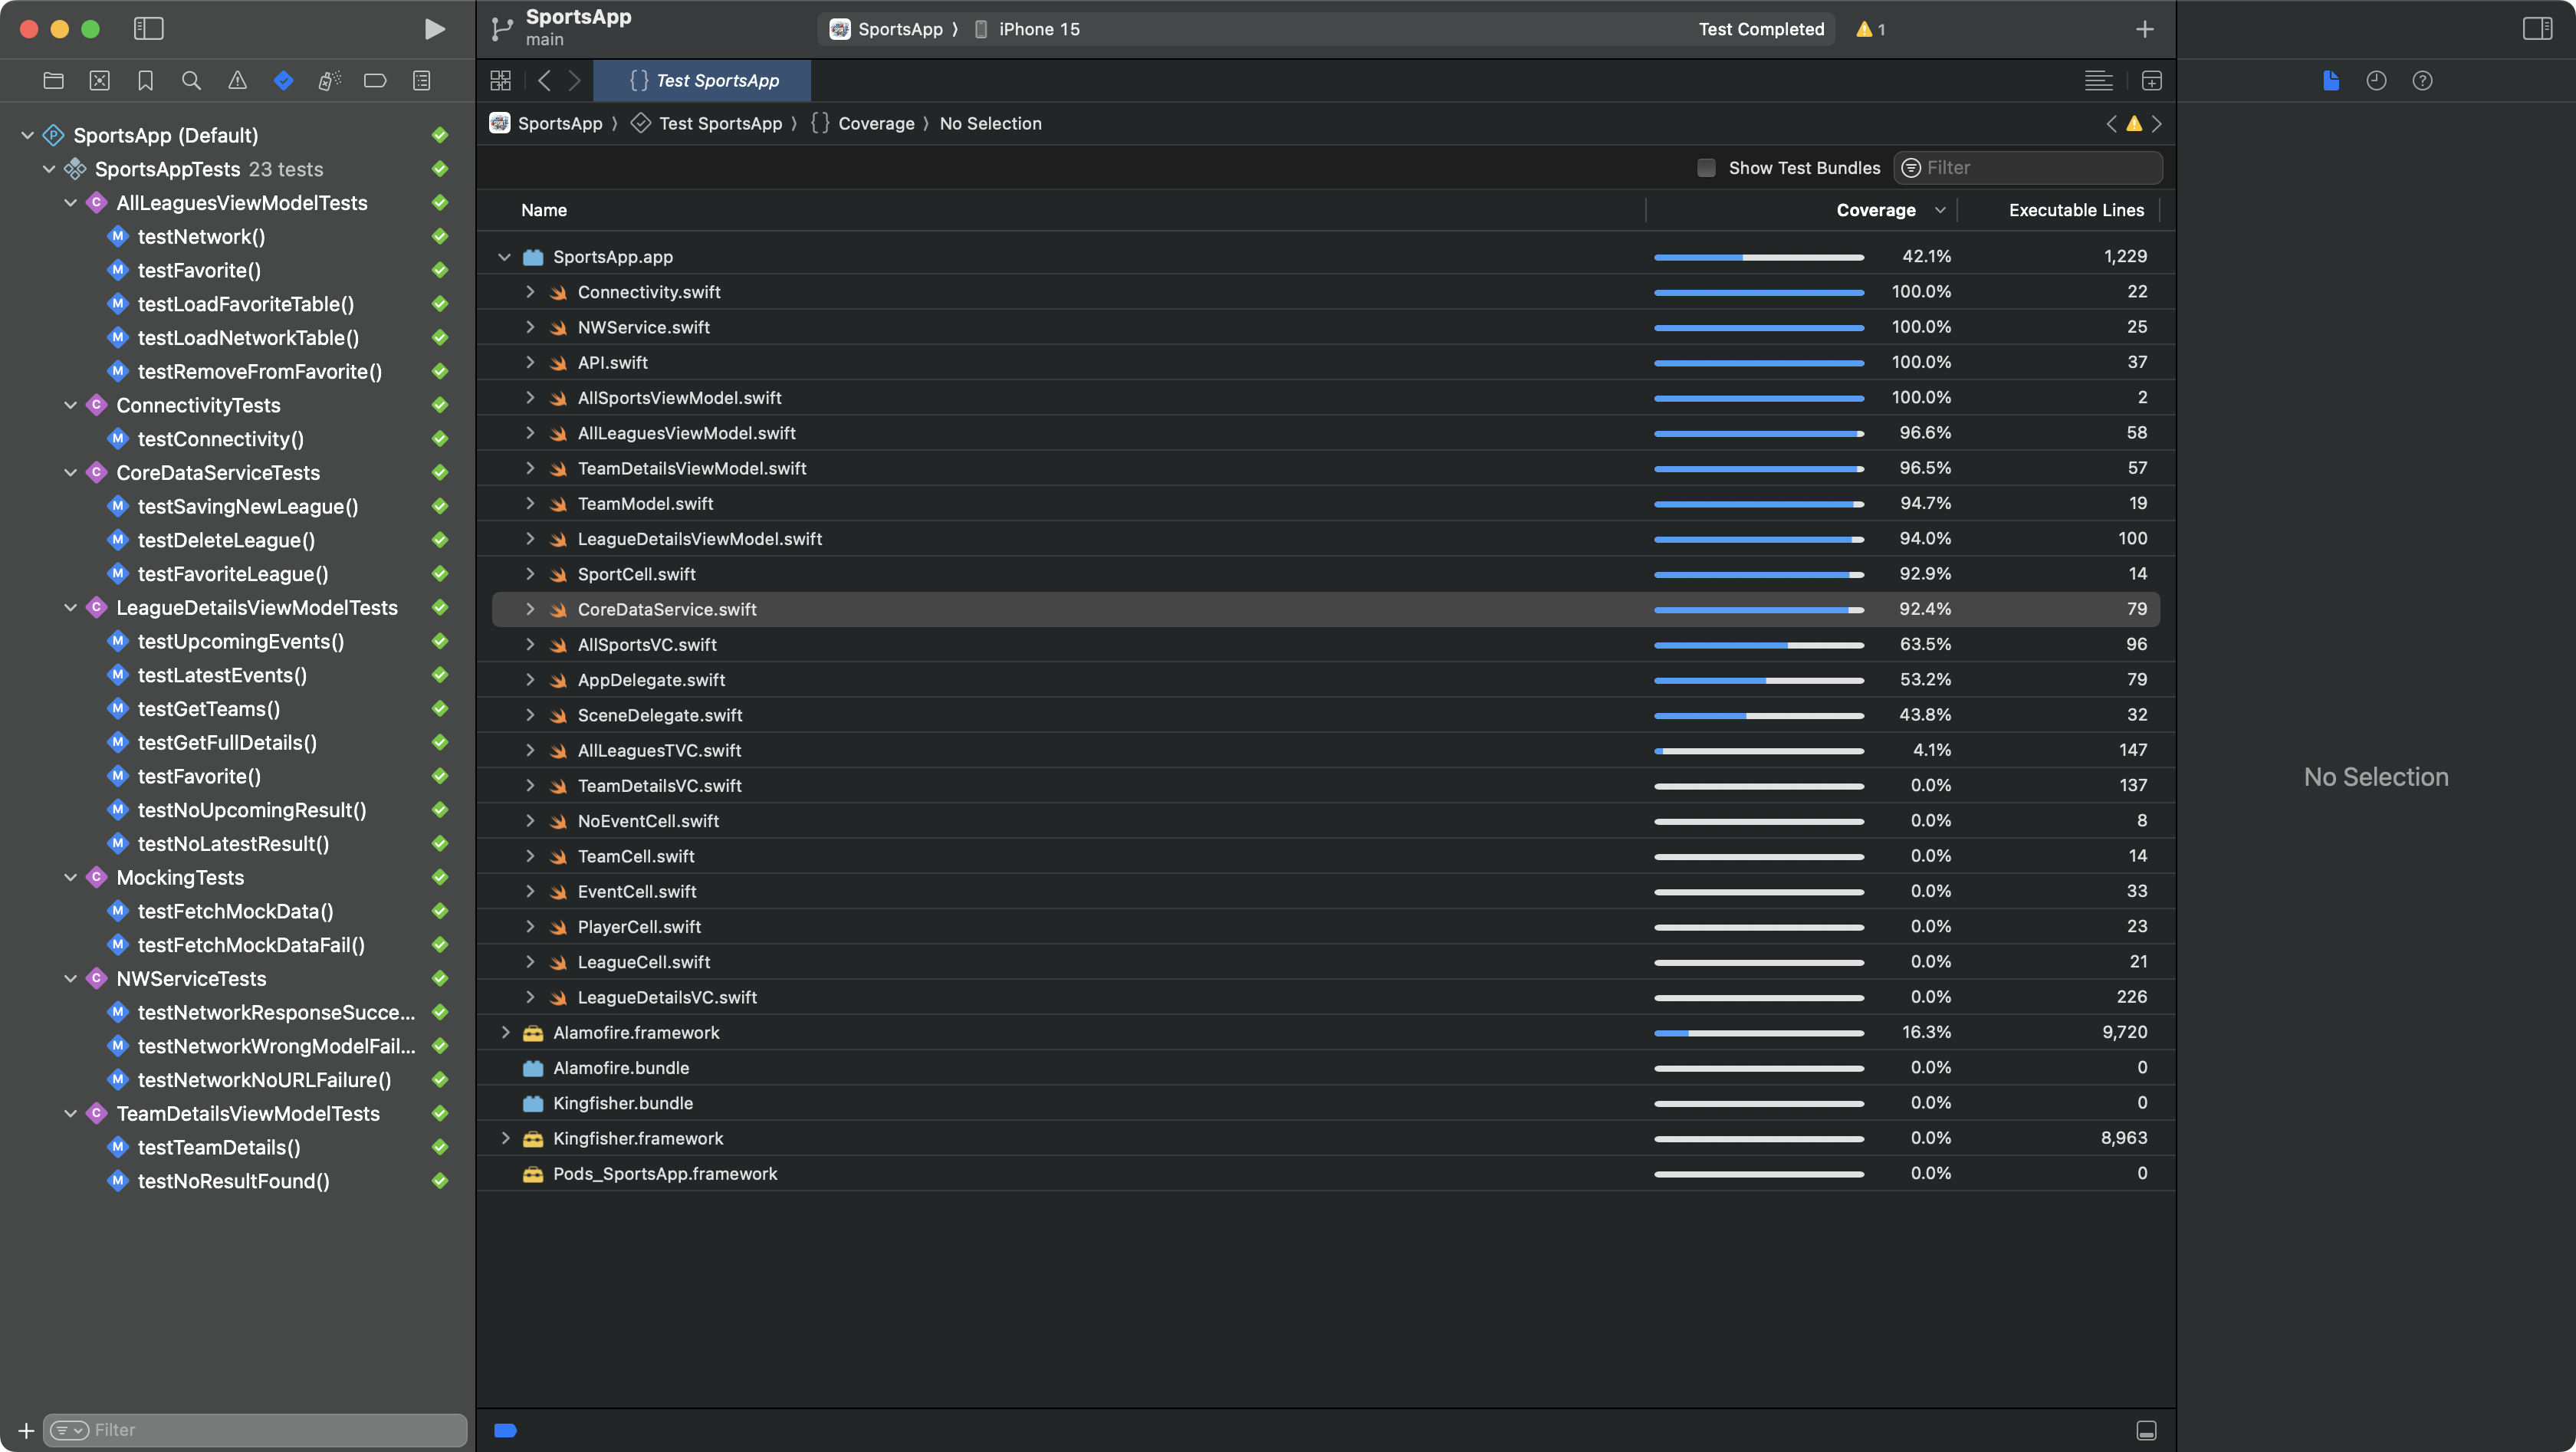 SportsApp
main
SportsApp
iPhone 15
Test Completed
1
Test SportsApp
SportsApp
Test SportsApp
Coverage
No Selection
Show Test Bundles
Filter
SportsApp (Default)
SportsAppTests 23 tests
AllLeaguesViewModelTests
testNetwork()
testFavorite()
testLoadFavoriteTable()
testLoadNetworkTable()
testRemoveFromFavorite()
ConnectivityTests
testConnectivity()
CoreDataServiceTests
testSavingNewLeague()
testDeleteLeague()
testFavoriteLeague()
LeagueDetailsViewModelTests
testUpcomingEvents()
testLatestEvents()
testGetTeams()
testGetFullDetails()
testFavorite()
testNoUpcomingResult()
testNoLatestResult()
MockingTests
testFetchMockData()
testFetchMockDataFail()
NWServiceTests
testNetworkResponseSucce...
testNetworkWrongModelFail...
testNetworkNoURLFailure()
TeamDetailsViewModelTests
testTeamDetails()
testNoResultFound()
Filter
Name Coverage Executable Lines
SportsApp.app 42.1% 1,229
Connectivity.swift 100.0% 22
NWService.swift 100.0% 25
API.swift 100.0% 37
AllSportsViewModel.swift 100.0% 2
AllLeaguesViewModel.swift 96.6% 58
TeamDetailsViewModel.swift 96.5% 57
TeamModel.swift 94.7% 19
LeagueDetailsViewModel.swift 94.0% 100
SportCell.swift 92.9% 14
CoreDataService.swift 92.4% 79
AllSportsVC.swift 63.5% 96
AppDelegate.swift 53.2% 79
SceneDelegate.swift 43.8% 32
AllLeaguesTVC.swift 4.1% 147
TeamDetailsVC.swift 0.0% 137
NoEventCell.swift 0.0% 8
TeamCell.swift 0.0% 14
EventCell.swift 0.0% 33
PlayerCell.swift 0.0% 23
LeagueCell.swift 0.0% 21
LeagueDetailsVC.swift 0.0% 226
Alamofire.framework 16.3% 9,720
Alamofire.bundle 0.0% 0
Kingfisher.bundle 0.0% 0
Kingfisher.framework 0.0% 8,963
Pods_SportsApp.framework 0.0% 0
No Selection